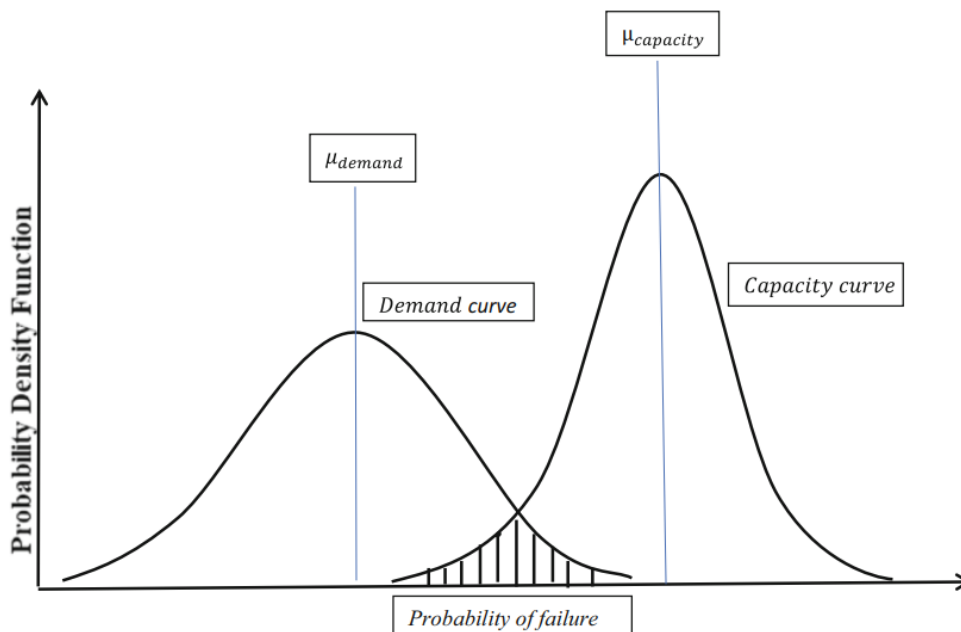 μcapacity
μdemand
Probability Density Function
Demand curve
Capacity curve
Probability of failure